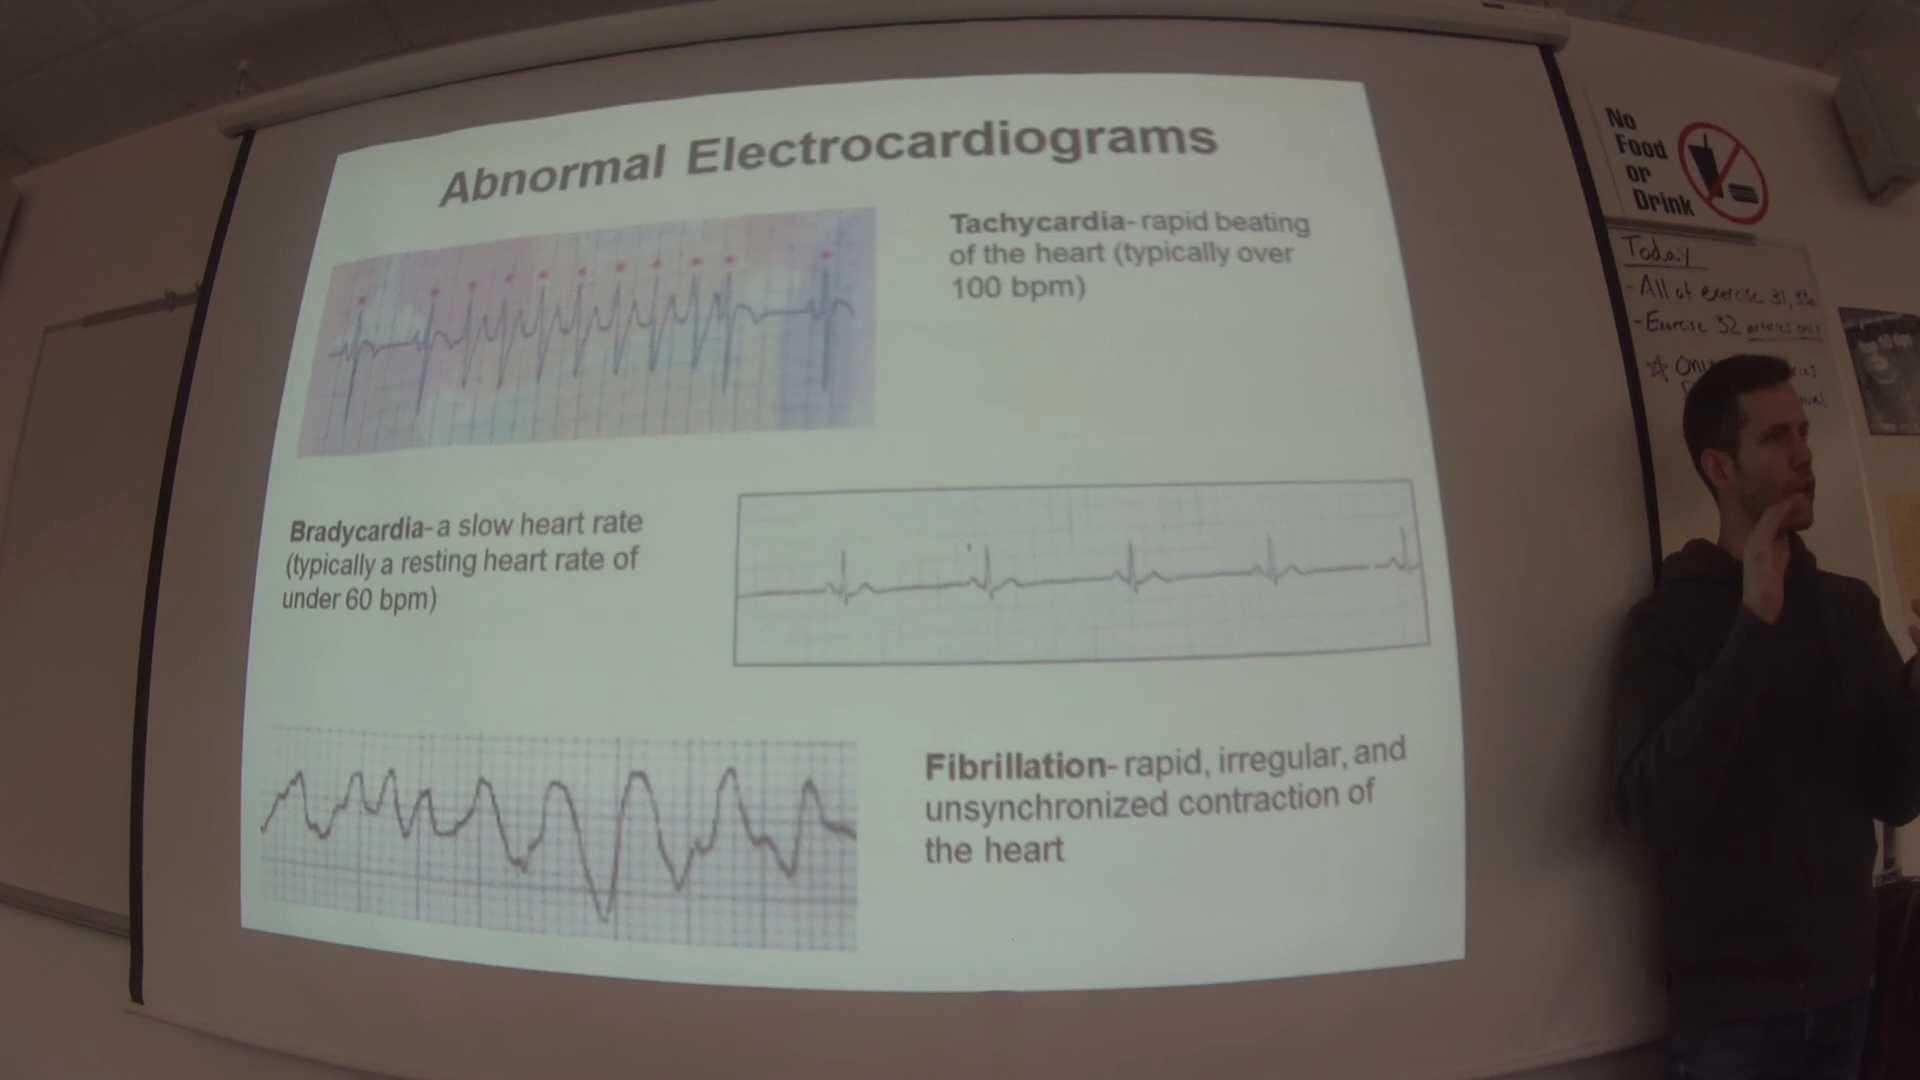 Abnormal Electrocardiograms
Tachycardia- rapid beating
of the heart (typically over
100 bpm)
Bradycardia- a slow heart rate
(typically a resting heart rate of
under 60 bpm)
Fibrillation- rapid, irregular, and
unsynchronized contraction of
the heart
No
Food
or
Drink
Today
- All of exercise 31,
- Exercise 32 arteries only